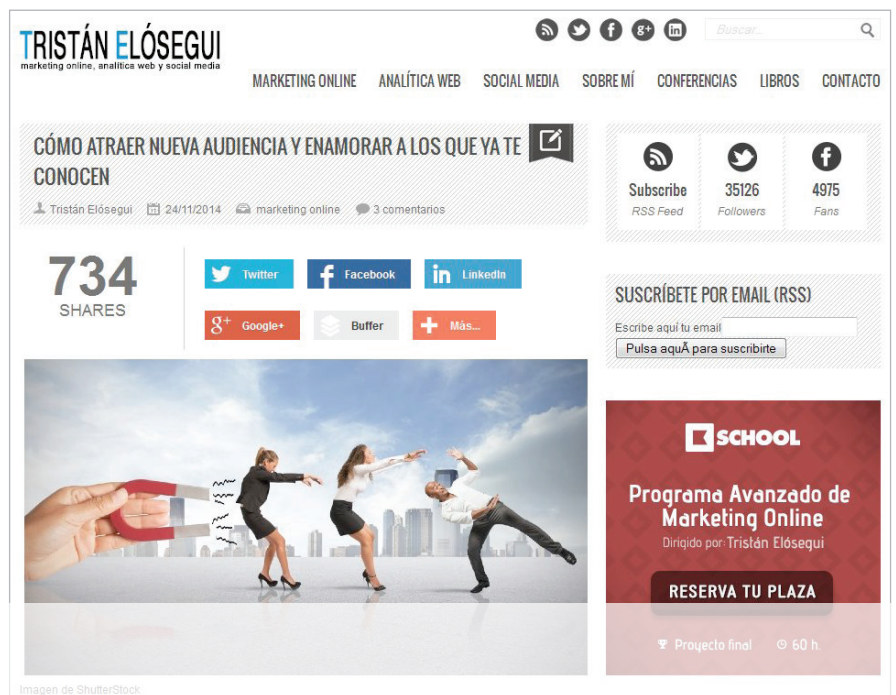 TRISTÁN ELÓSEGUI
marketing online, analítica web y social media
Buscar...
MARKETING ONLINE ANALÍTICA WEB SOCIAL MEDIA SOBRE MÍ CONFERENCIAS LIBROS CONTACTO
CÓMO ATRAER NUEVA AUDIENCIA Y ENAMORAR A LOS QUE YA TE
CONOCEN
Tristán Elósegui 24/11/2014 marketing online 3 comentarios
734
SHARES
Twitter Facebook LinkedIn
Google+ Buffer Más...
Imagen de ShutterStock
Subscribe 35126 4975
RSS Feed Followers Fans
SUSCRÍBETE POR EMAIL (RSS)
Escribe aquí tu email
Pulsa aquÃ para suscribirte
KSCHOOL
Programa Avanzado de
Marketing Online
Dirigido por: Tristán Elósegui
RESERVA TU PLAZA
Proyecto final 60 h.